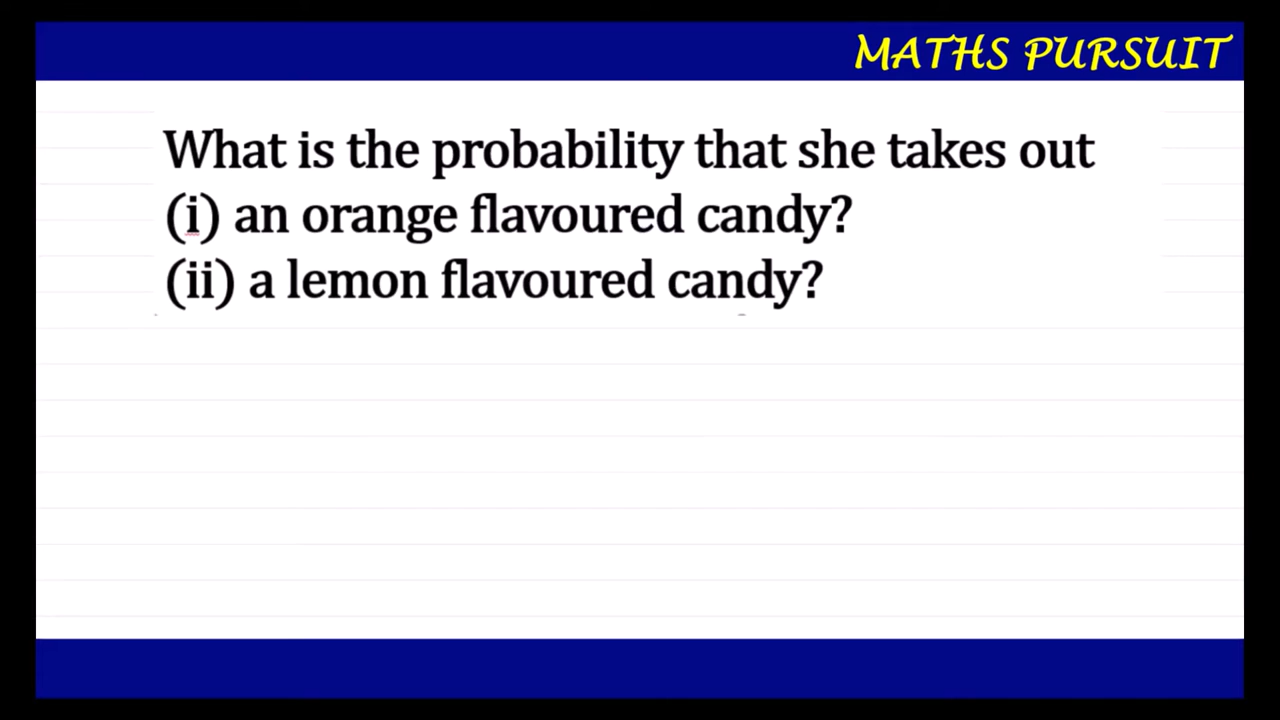 MATHS PURSUIT
What is the probability that she takes out
(i) an orange flavoured candy?
(ii) a lemon flavoured candy?